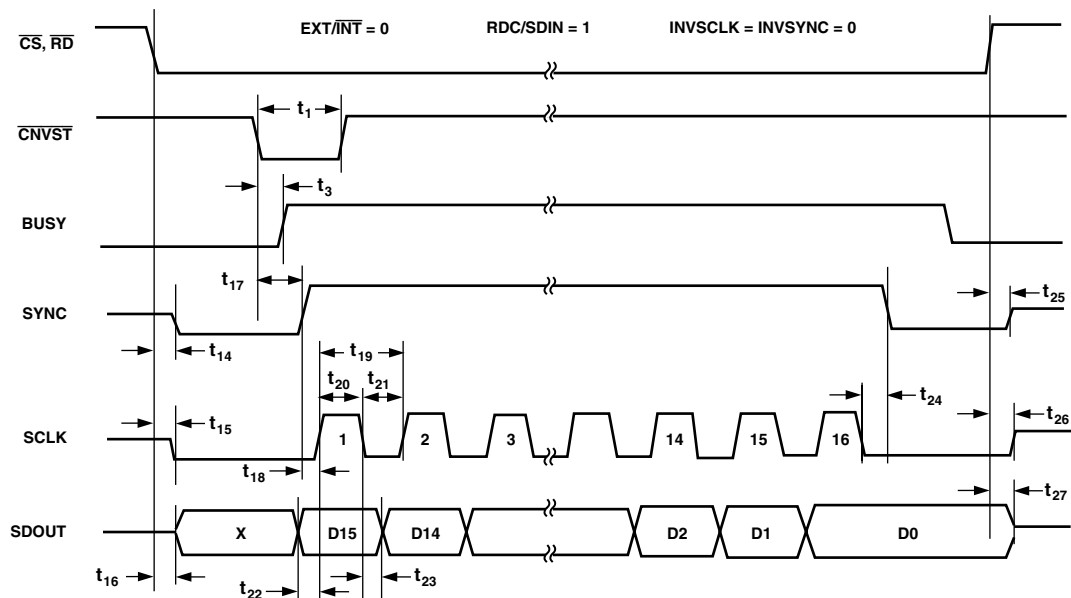 EXT/INT = 0 RDC/SDIN = 1 INVSCLK = INVSYNC = 0
CS, RD
t1
CNVST
t3
BUSY
t17
SYNC
t25
t14
t19
t20 t21
t24
t15
t26
SCLK
1 2 3 14 15 16
t18
t27
SDOUT
X D15 D14 D2 D1 D0
t16
t22
t23